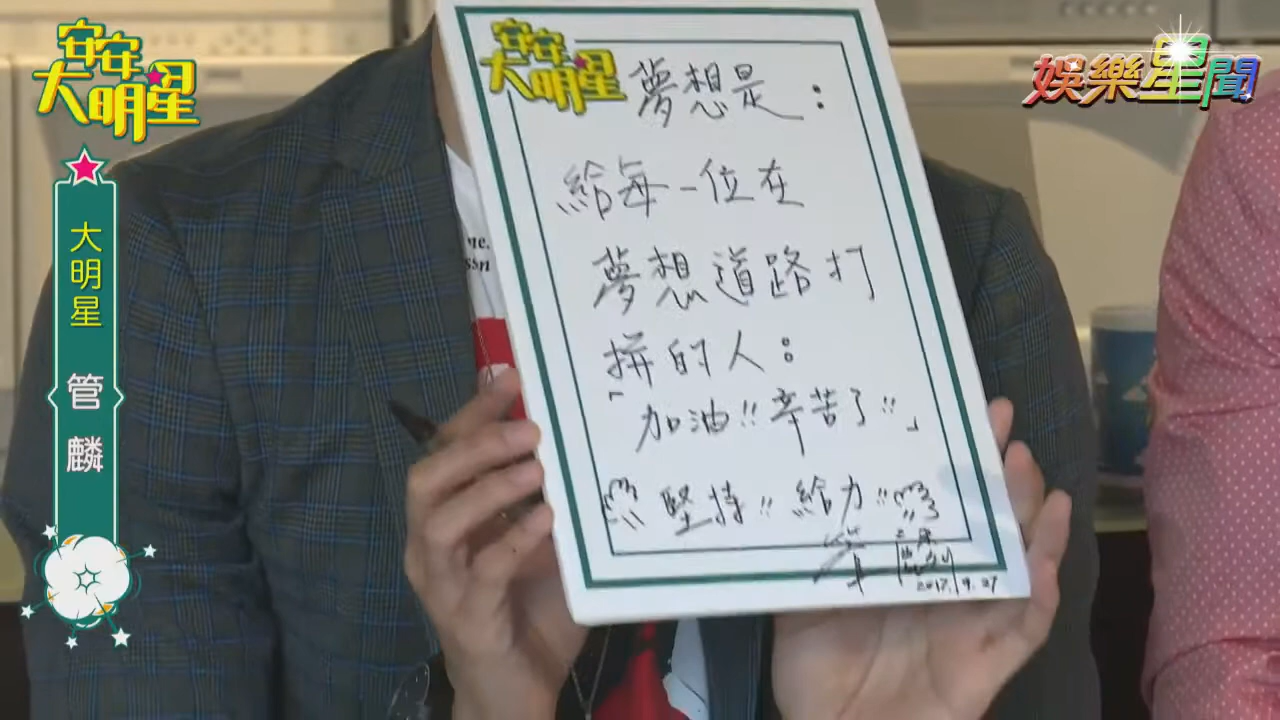 安安
大明星
娛樂星聞
大明星 管麟
安安
大明星
夢想是：
給每一位在
夢想道路打
拼的人：
「加油!!辛苦了!!」
堅持!! 給力!!
2017.9.27